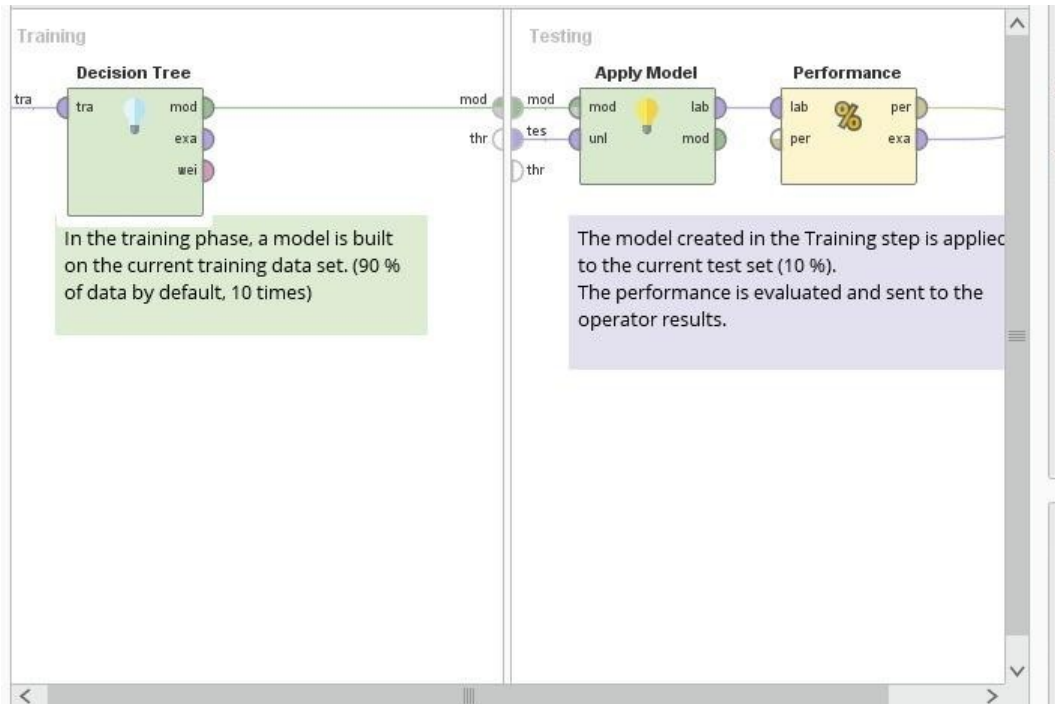 Training
Decision Tree
tra
tra
mod
exa
wei
mod
thr
In the training phase, a model is built
on the current training data set. (90 %
of data by default, 10 times)
Testing
mod
tes
thr
Apply Model
mod
unl
lab
mod
Performance
%
lab
per
per
exa
The model created in the Training step is applied
to the current test set (10 %).
The performance is evaluated and sent to the
operator results.